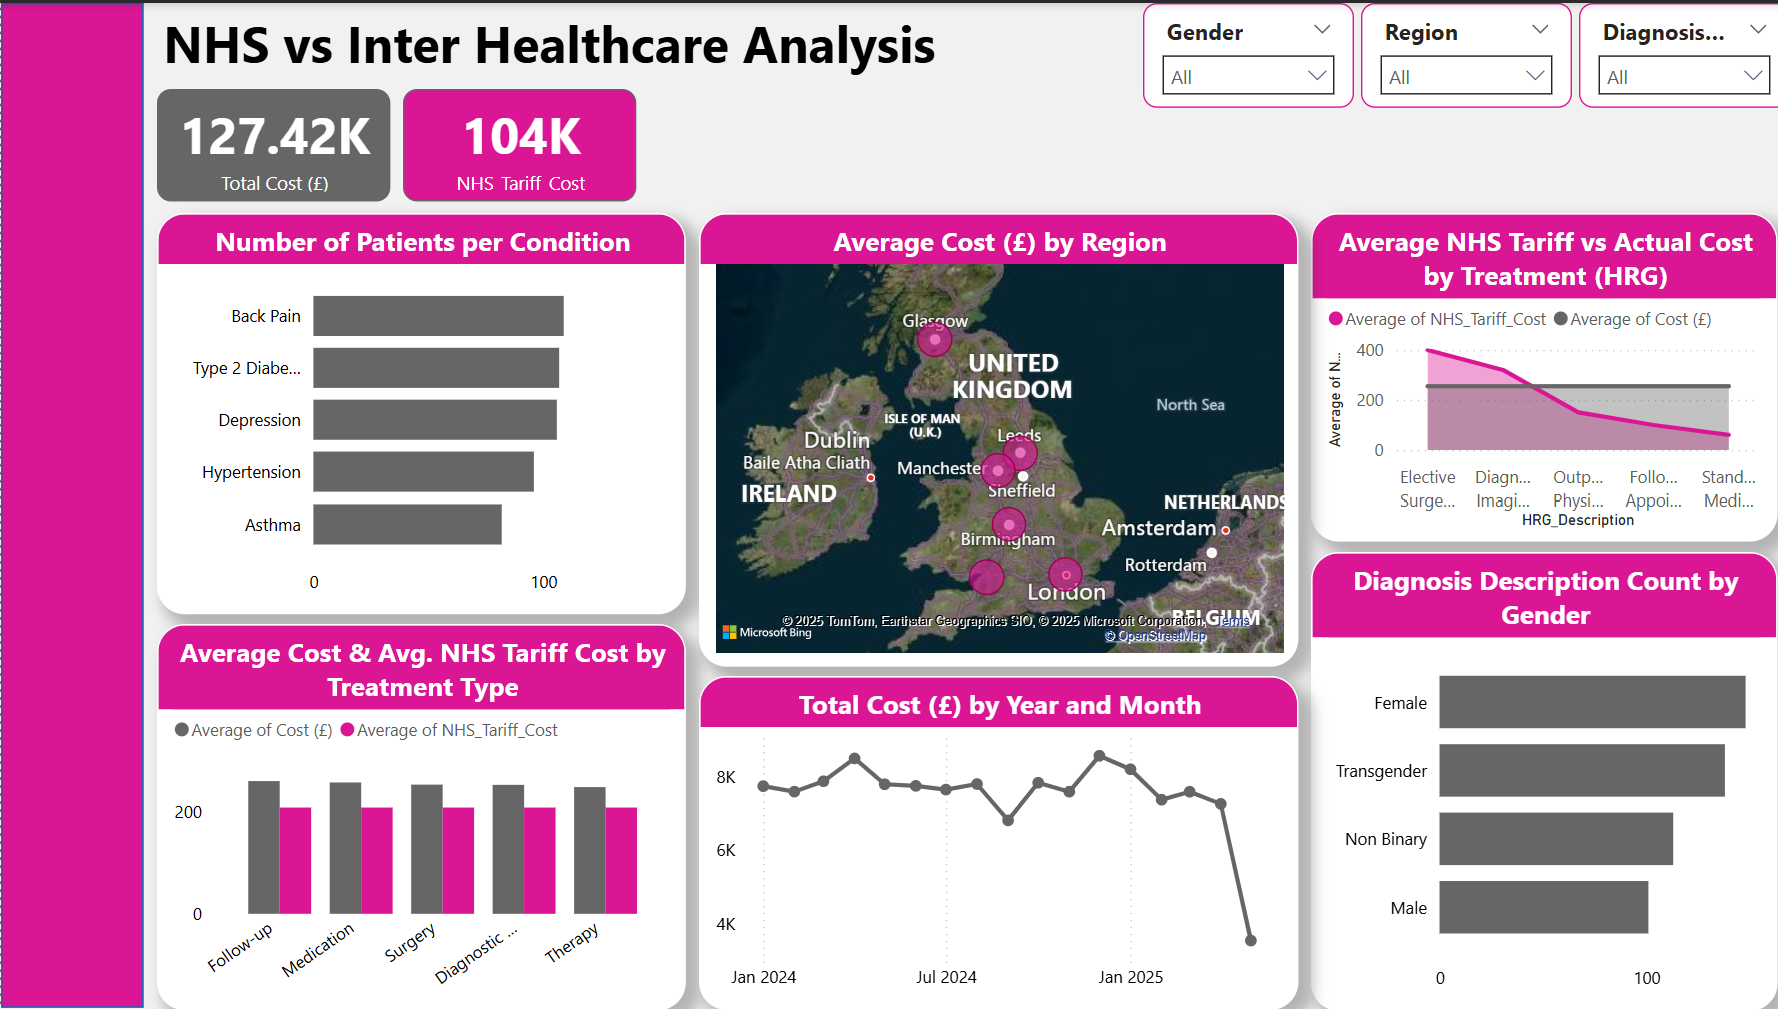 NHS vs Inter Healthcare Analysis
Gender
All
Region
All
Diagnosis...
All
127.42K
Total Cost (£)
104K
NHS Tariff Cost
Number of Patients per Condition
Back Pain
Type 2 Diabe...
Depression
Hypertension
Asthma
0 100
Average Cost (£) by Region
Glasgow
UNITED
KINGDOM
North Sea
ISLE OF MAN
(U.K.)
Leeds
Dublin
Baile Atha Cliath
Manchester
IRELAND
Sheffield
NETHERLANDS
Amsterdam
Birmingham
Rotterdam
London
BELGIUM
© 2025 TomTom, Earthstar Geographics SIO, © 2025 Microsoft Corporation, Terms
Microsoft Bing
© OpenStreetMap
Average NHS Tariff vs Actual Cost
by Treatment (HRG)
Average of NHS_Tariff_Cost Average of Cost (£)
Average of N...
400
200
0
Elective Diagn... Outp... Follo... Stand...
Surge... Imagi... Physi... Appoi... Medi...
HRG_Description
Average Cost & Avg. NHS Tariff Cost by
Treatment Type
Average of Cost (£) Average of NHS_Tariff_Cost
200
0
Follow-up
Medication
Surgery
Diagnostic ...
Therapy
Total Cost (£) by Year and Month
8K
6K
4K
Jan 2024 Jul 2024 Jan 2025
Diagnosis Description Count by
Gender
Female
Transgender
Non Binary
Male
0 100